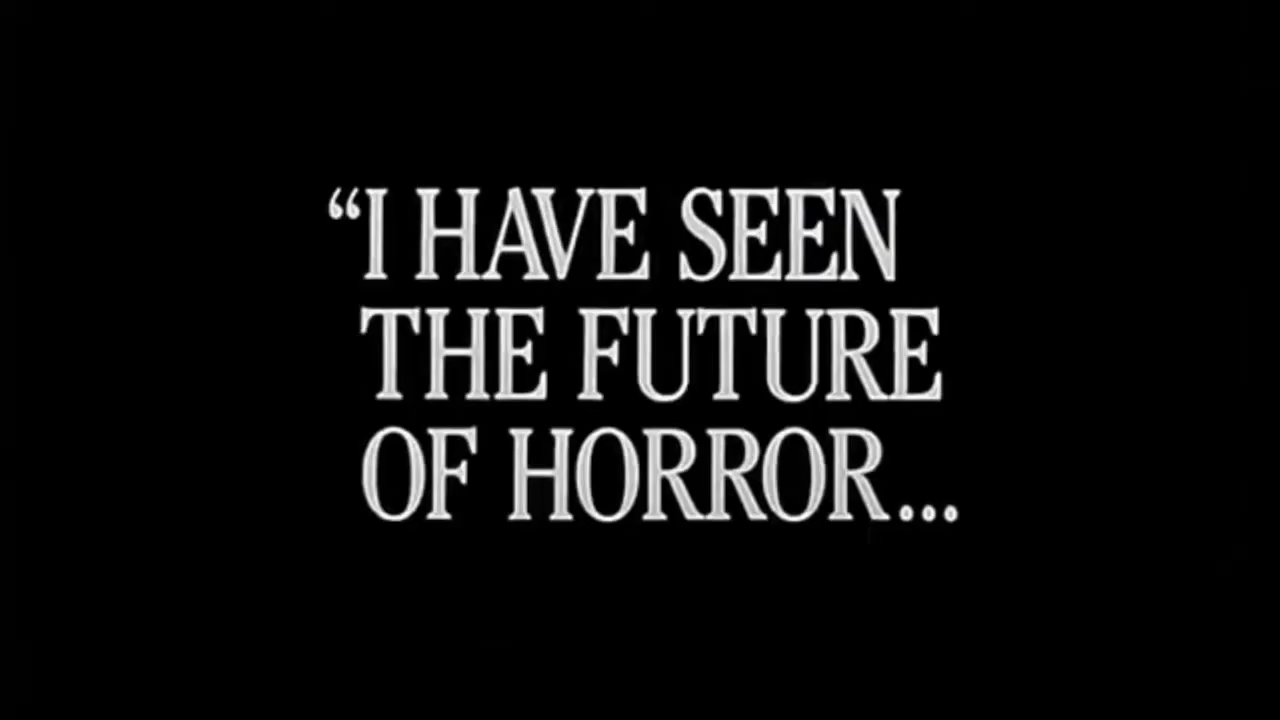 “I HAVE SEEN
THE FUTURE
OF HORROR...